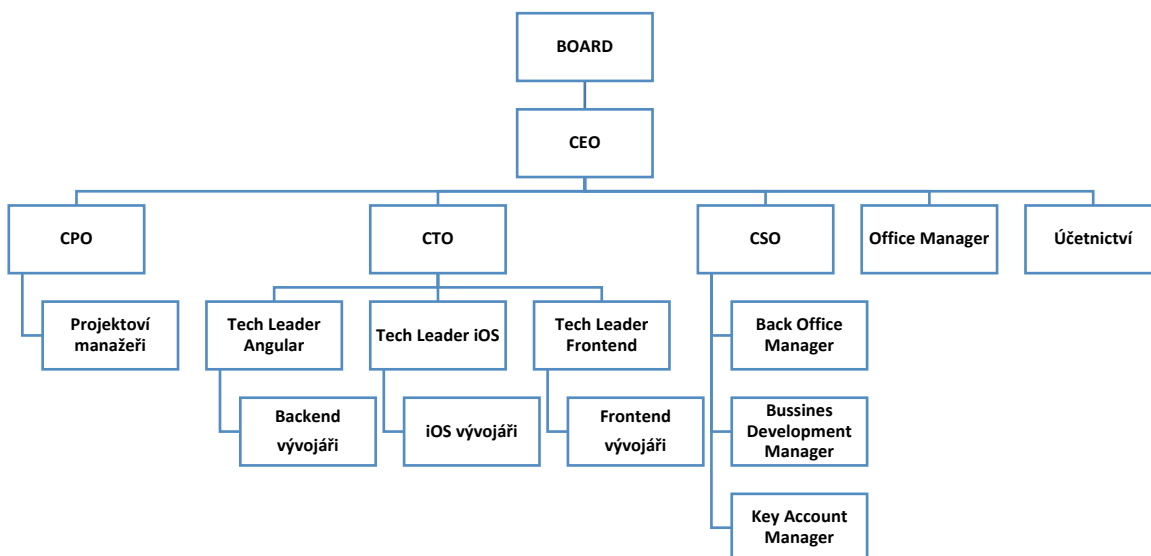 BOARD
CEO
CPO
CTO
CSO
Office Manager
Účetnictví
Projektoví
manažeři
Tech Leader
Angular
Tech Leader iOS
Tech Leader
Frontend
Back Office
Manager
Backend
vývojáři
iOS vývojáři
Frontend
vývojáři
Bussines
Development
Manager
Key Account
Manager